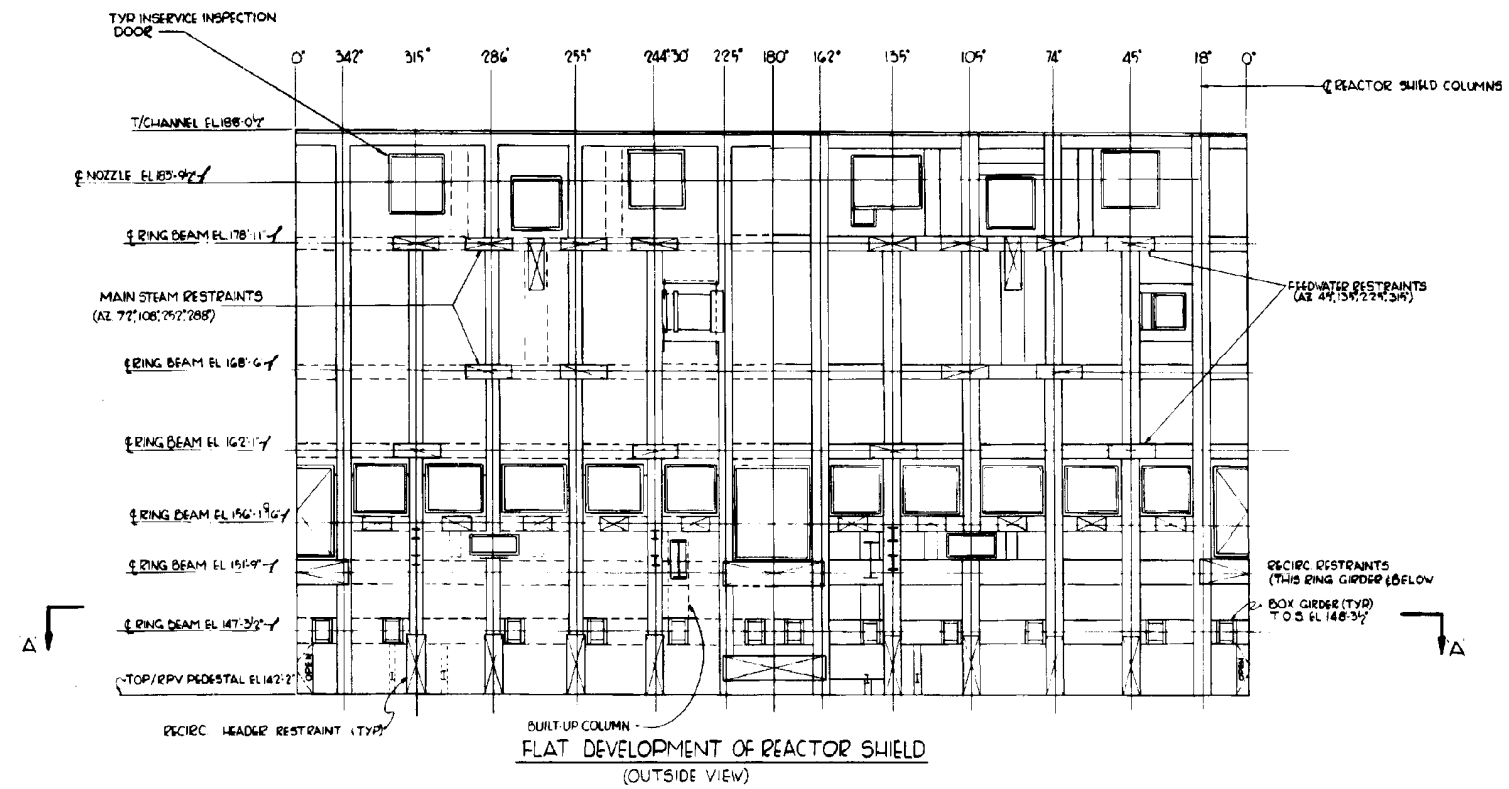 TYP INSERVICE INSPECTION
DOOR
0° 342° 315° 286° 255° 244°30' 225° 180° 162° 135° 105° 74° 45° 18° 0°
℄ REACTOR SHIELD COLUMNS
T/CHANNEL EL 188'-0½"
℄ NOZZLE EL 185'-9½"
℄ RING BEAM EL 178'-11"
MAIN STEAM RESTRAINTS
(AZ 72°, 108°, 252°, 288°)
FEEDWATER RESTRAINTS
(AZ 45°, 135°, 225°, 315°)
℄ RING BEAM EL 168'-6"
℄ RING BEAM EL 162'-1"
℄ RING BEAM EL
℄ RING BEAM EL 151'-9"
RECIRC. RESTRAINTS
(THIS RING GIRDER & BELOW
BOX GIRDER (TYP)
T.O.S. EL 148'-3½"
℄ RING BEAM EL 147'-3½"
'A' 'A'
OPEN OPEN
TOP/RPV PEDESTAL EL 142'-2"
RECIRC. HEADER RESTRAINT (TYP)
BUILT-UP COLUMN
FLAT DEVELOPMENT OF REACTOR SHIELD
(OUTSIDE VIEW)